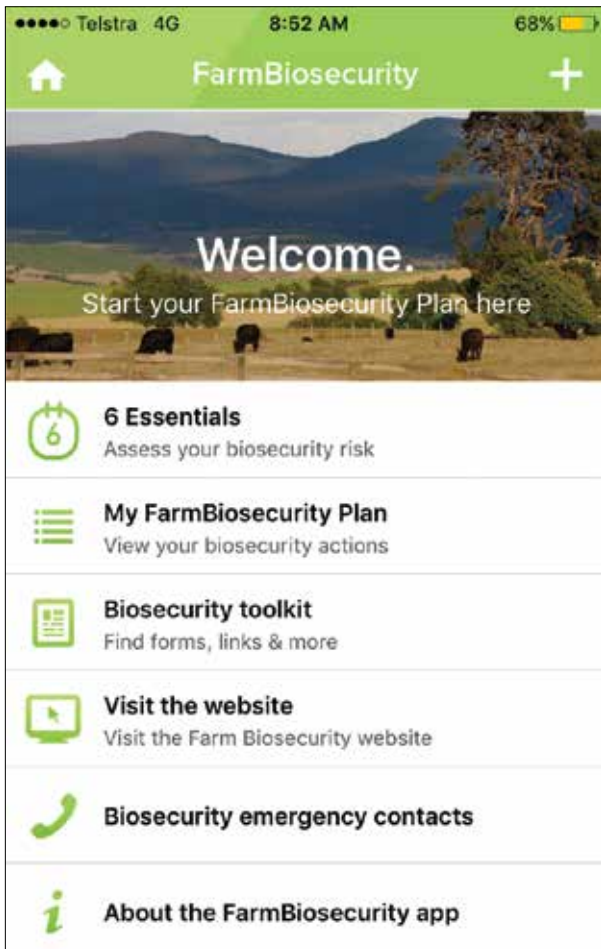 Telstra 4G 8:52 AM 68%
FarmBiosecurity
Welcome.
Start your FarmBiosecurity Plan here
6
6 Essentials
Assess your biosecurity risk
My FarmBiosecurity Plan
View your biosecurity actions
Biosecurity toolkit
Find forms, links & more
Visit the website
Visit the Farm Biosecurity website
Biosecurity emergency contacts
About the FarmBiosecurity app